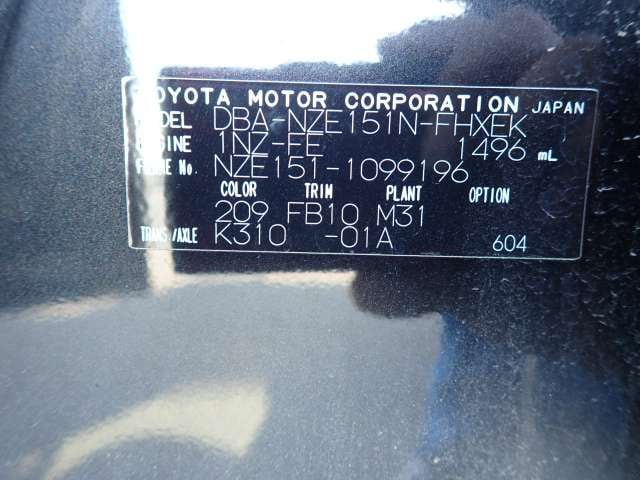 TOYOTA MOTOR CORPORATION JAPAN
MODEL DBA-NZE151N-FHXEK
ENGINE 1NZ-FE 1496 mL
FRAME No. NZE151-1099196
COLOR TRIM PLANT OPTION
209 FB10 M31
TRANS/AXLE K310 -01A 604